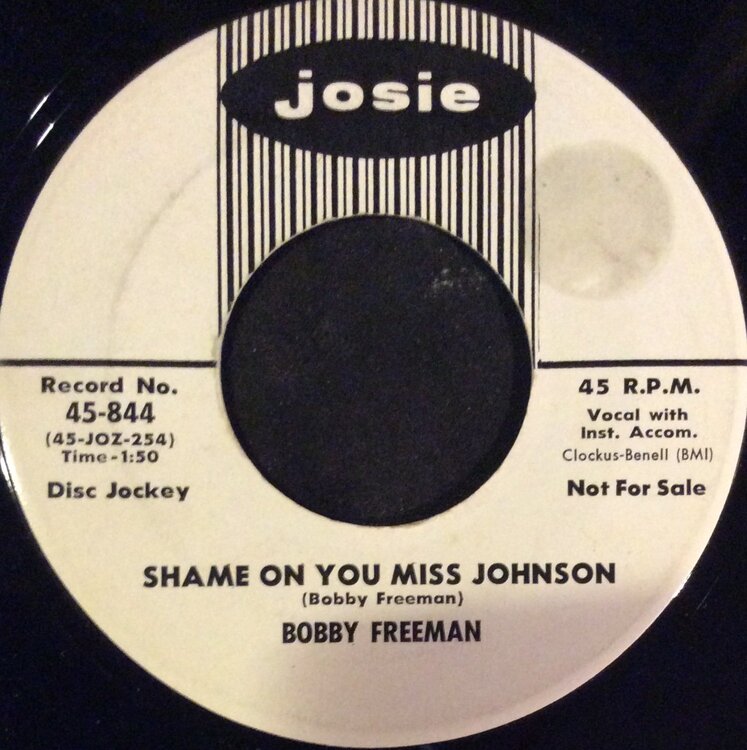 josie
Record No.
45-844
(45-JOZ-254)
Time-1:50
Disc Jockey
45 R.P.M.
Vocal with
Inst. Accom.
Clockus-Benell (BMI)
Not For Sale
SHAME ON YOU MISS JOHNSON
(Bobby Freeman)
BOBBY FREEMAN